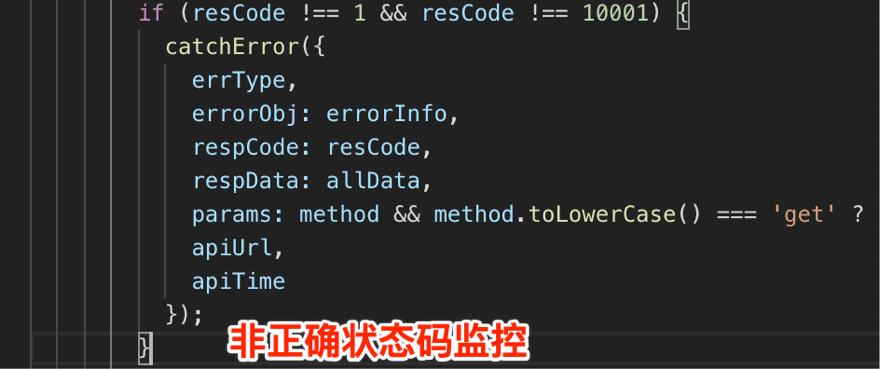 if (resCode !== 1 && resCode !== 10001) {
catchError({
errType,
errorObj: errorInfo,
respCode: resCode,
respData: allData,
params: method && method.toLowerCase() === 'get' ?
apiUrl,
apiTime
});
}
非正确状态码监控